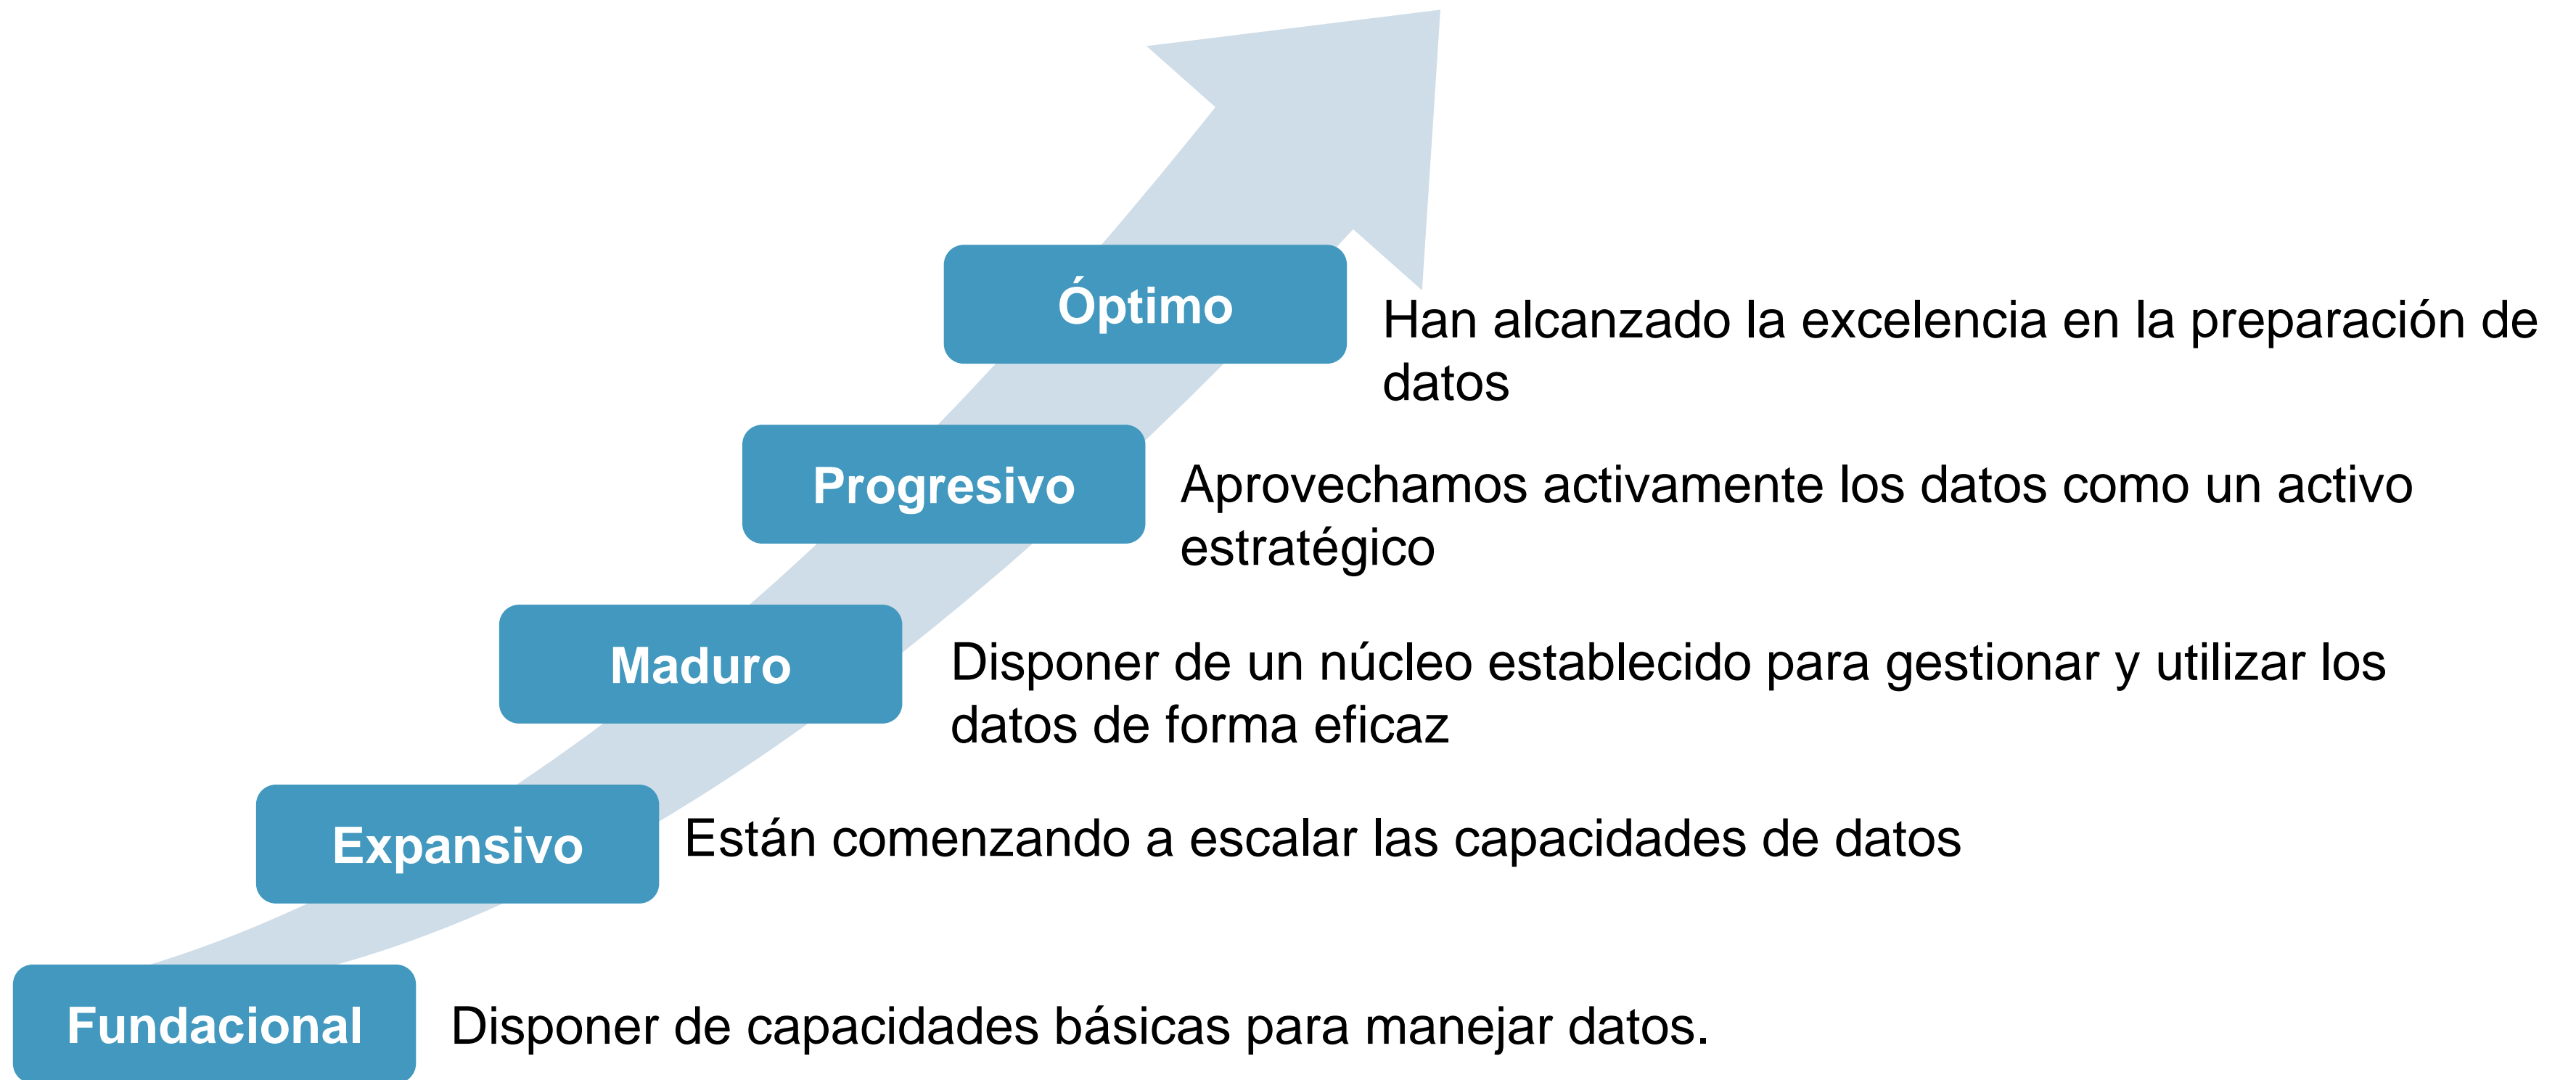 Óptimo
Han alcanzado la excelencia en la preparación de
datos
Progresivo
Aprovechamos activamente los datos como un activo
estratégico
Maduro
Disponer de un núcleo establecido para gestionar y utilizar los
datos de forma eficaz
Expansivo
Están comenzando a escalar las capacidades de datos
Fundacional
Disponer de capacidades básicas para manejar datos.